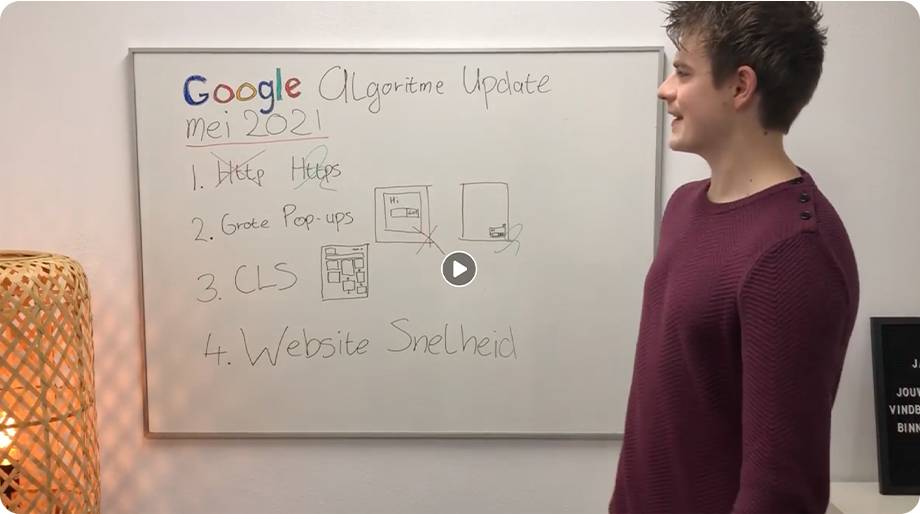 Google Algoritme Update
mei 2021
1. Http Https
2. Grote Pop-ups
Hi
3. CLS
4. Website Snelheid
JOUW
VINDB
BINN